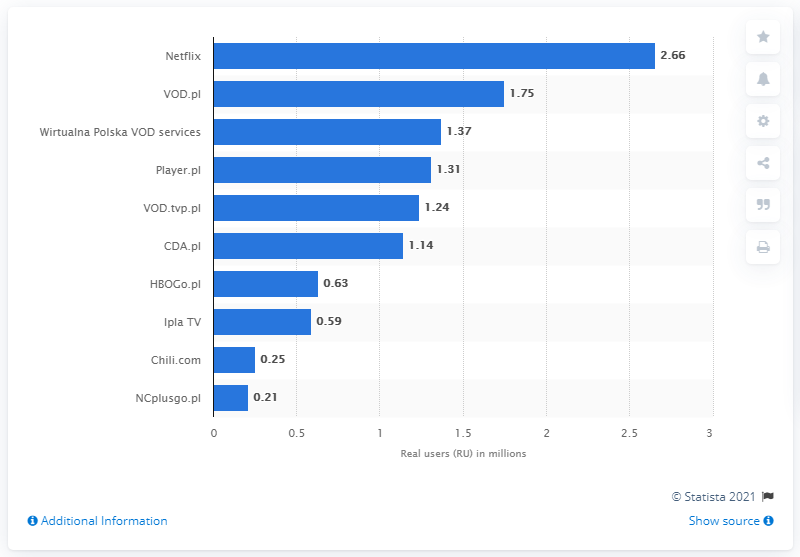 Netflix 2.66
VOD.pl 1.75
Wirtualna Polska VOD services 1.37
Player.pl 1.31
VOD.tvp.pl 1.24
CDA.pl 1.14
HBOGo.pl 0.63
Ipla TV 0.59
Chili.com 0.25
NCplusgo.pl 0.21
0 0.5 1 1.5 2 2.5 3
Real users (RU) in millions
© Statista 2021
Additional Information Show source